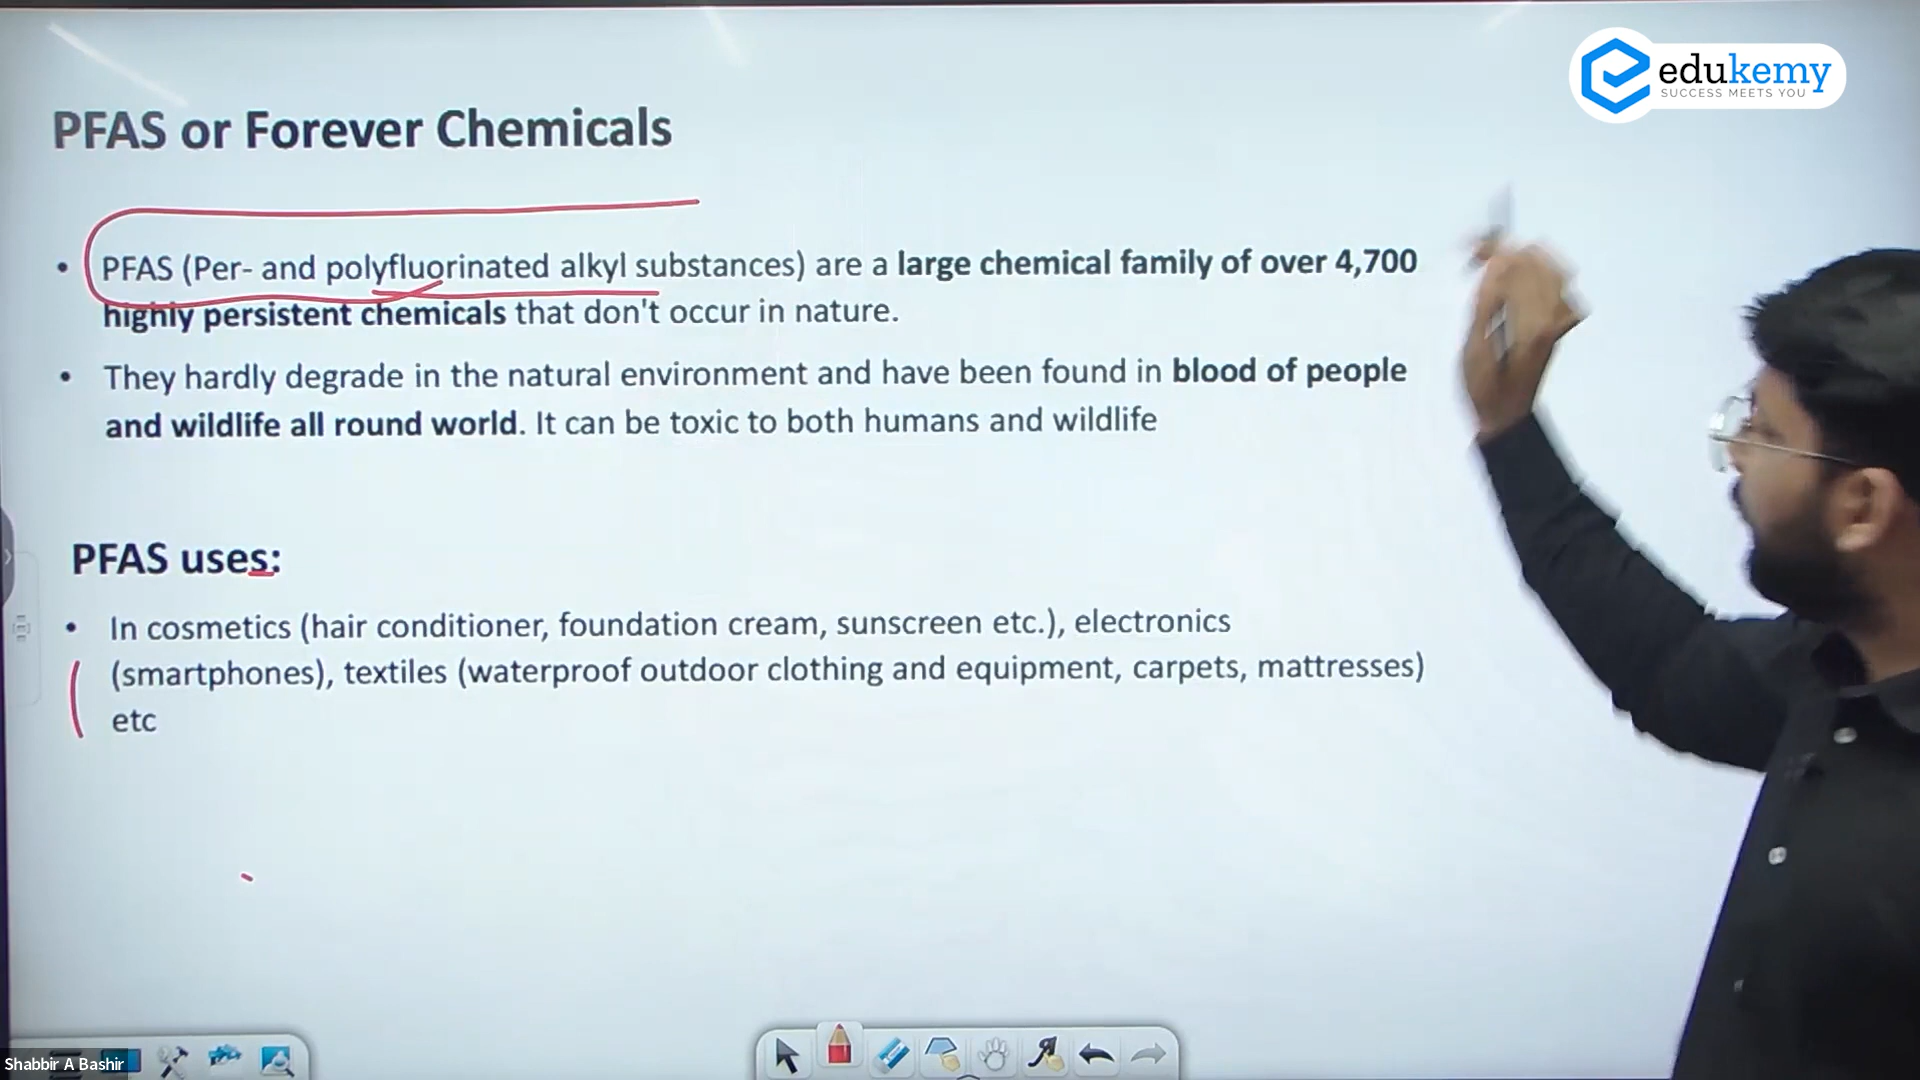 edukemy
SUCCESS MEETS YOU
PFAS or Forever Chemicals
• PFAS (Per- and polyfluorinated alkyl substances) are a large chemical family of over 4,700
highly persistent chemicals that don't occur in nature.
• They hardly degrade in the natural environment and have been found in blood of people
and wildlife all round world. It can be toxic to both humans and wildlife
PFAS uses:
• In cosmetics (hair conditioner, foundation cream, sunscreen etc.), electronics
(smartphones), textiles (waterproof outdoor clothing and equipment, carpets, mattresses)
etc
Shabbir A Bashir